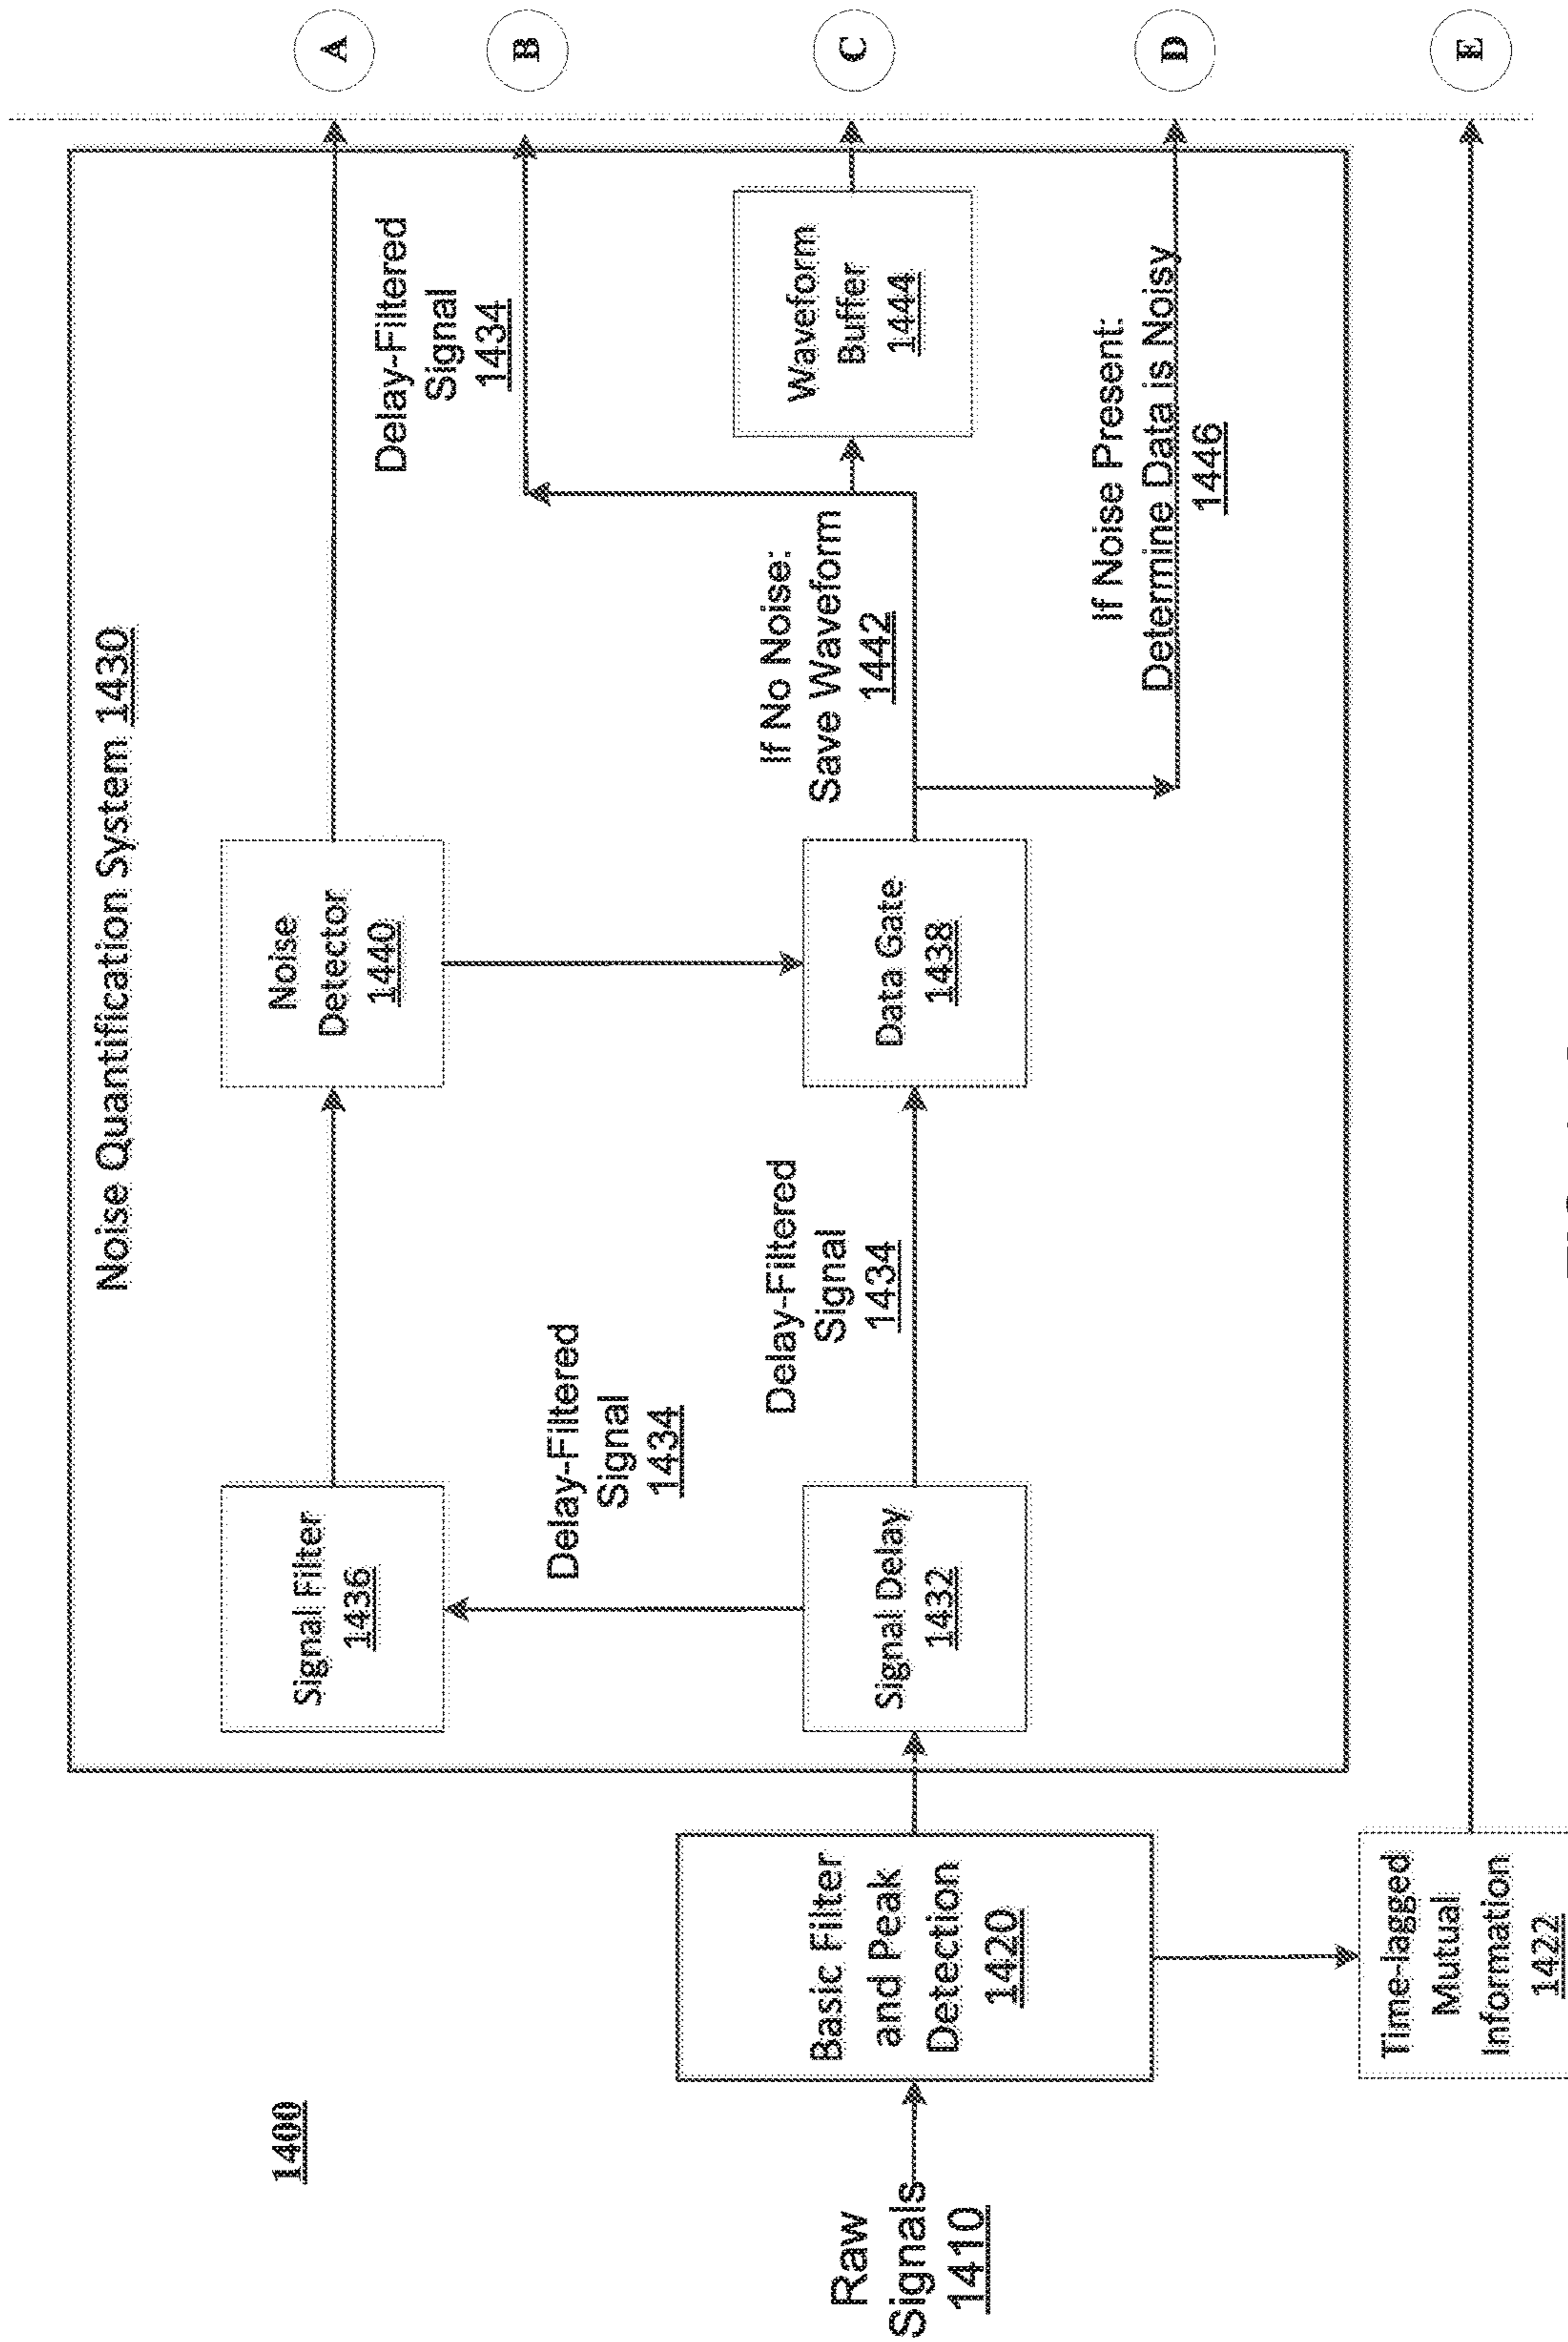 1400
Noise Quantification System 1430
A
B
C
D
E
Raw
Signals
1410
Basic Filter
and Peak
Detection
1420
Time-lagged
Mutual
Information
1422
Signal Filter
1436
Delay-Filtered
Signal
1434
Signal Delay
1432
Delay-Filtered
Signal
1434
Noise
Detector
1440
Data Gate
1438
If No Noise:
Save Waveform
1442
Delay-Filtered
Signal
1434
Waveform
Buffer
1444
If Noise Present:
Determine Data is Noisy
1446